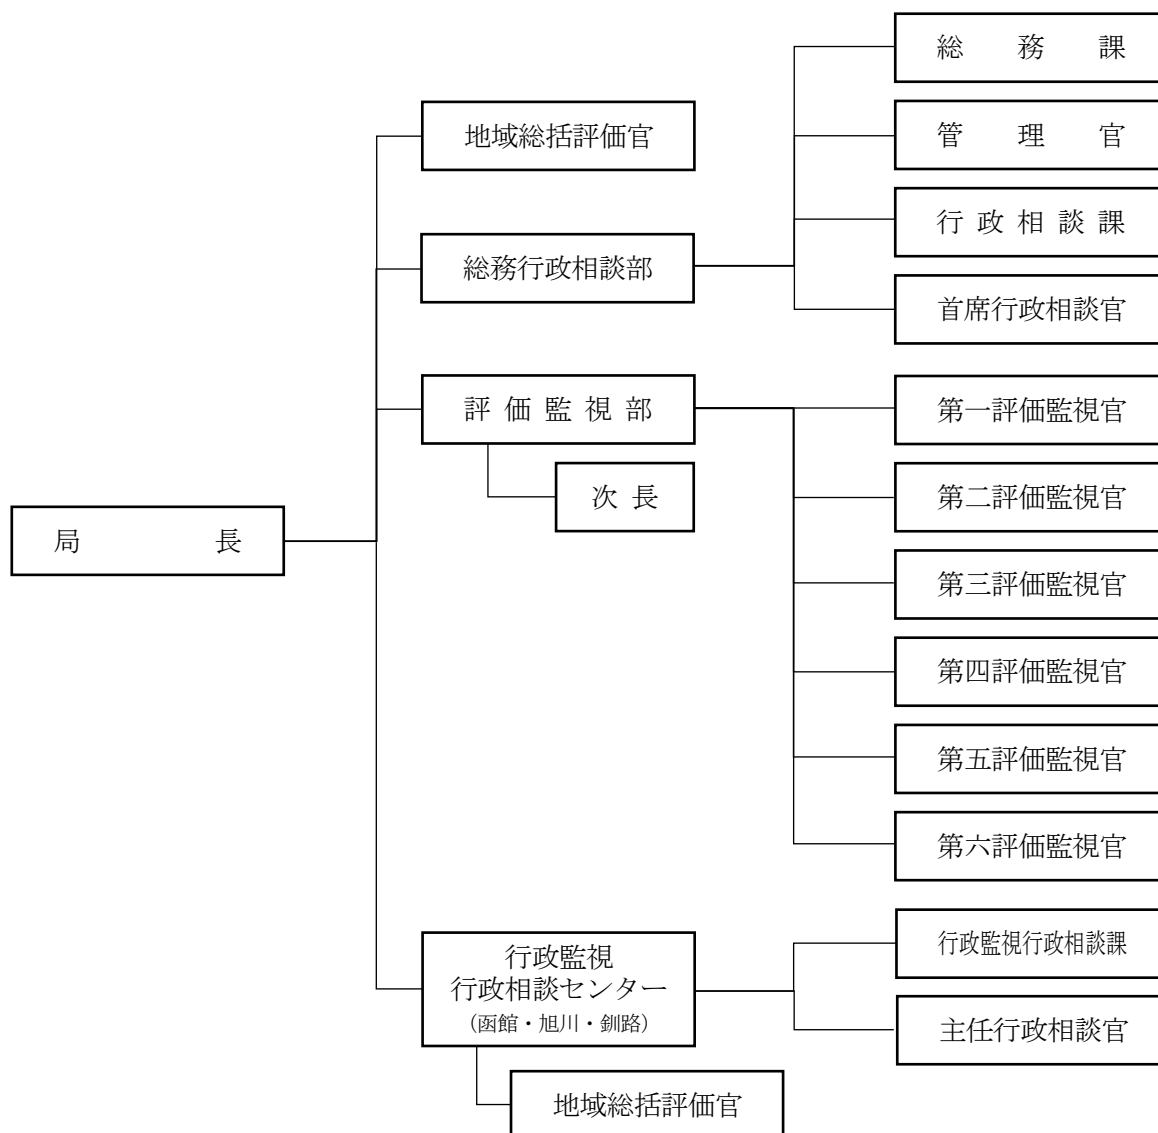 局長
地域総括評価官
総務行政相談部
総務課
管理官
行政相談課
首席行政相談官
評価監視部
次長
第一評価監視官
第二評価監視官
第三評価監視官
第四評価監視官
第五評価監視官
第六評価監視官
行政監視
行政相談センター
（函館・旭川・釧路）
行政監視行政相談課
主任行政相談官
地域総括評価官